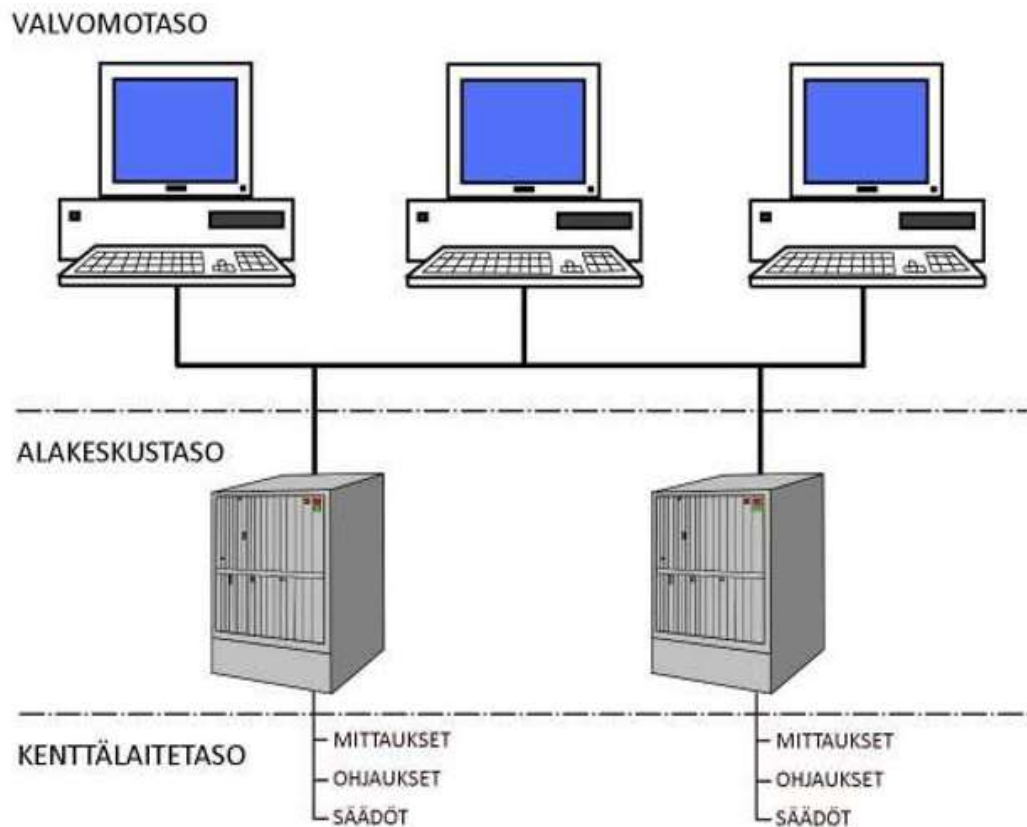 VALVOMOTASO
ALAKESKUSTASO
KENTTÄLAITETASO
MITTAUKSET
OHJAUKSET
SÄÄDÖT
MITTAUKSET
OHJAUKSET
SÄÄDÖT